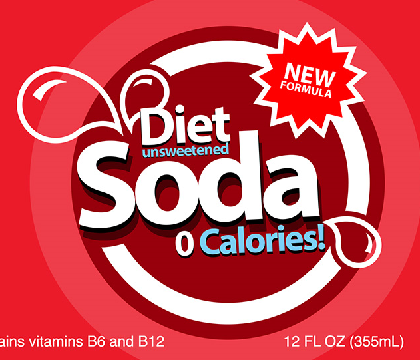 NEW
FORMULA
Diet
unsweetened
Soda
0 Calories!
ains vitamins B6 and B12
12 FL OZ (355mL)